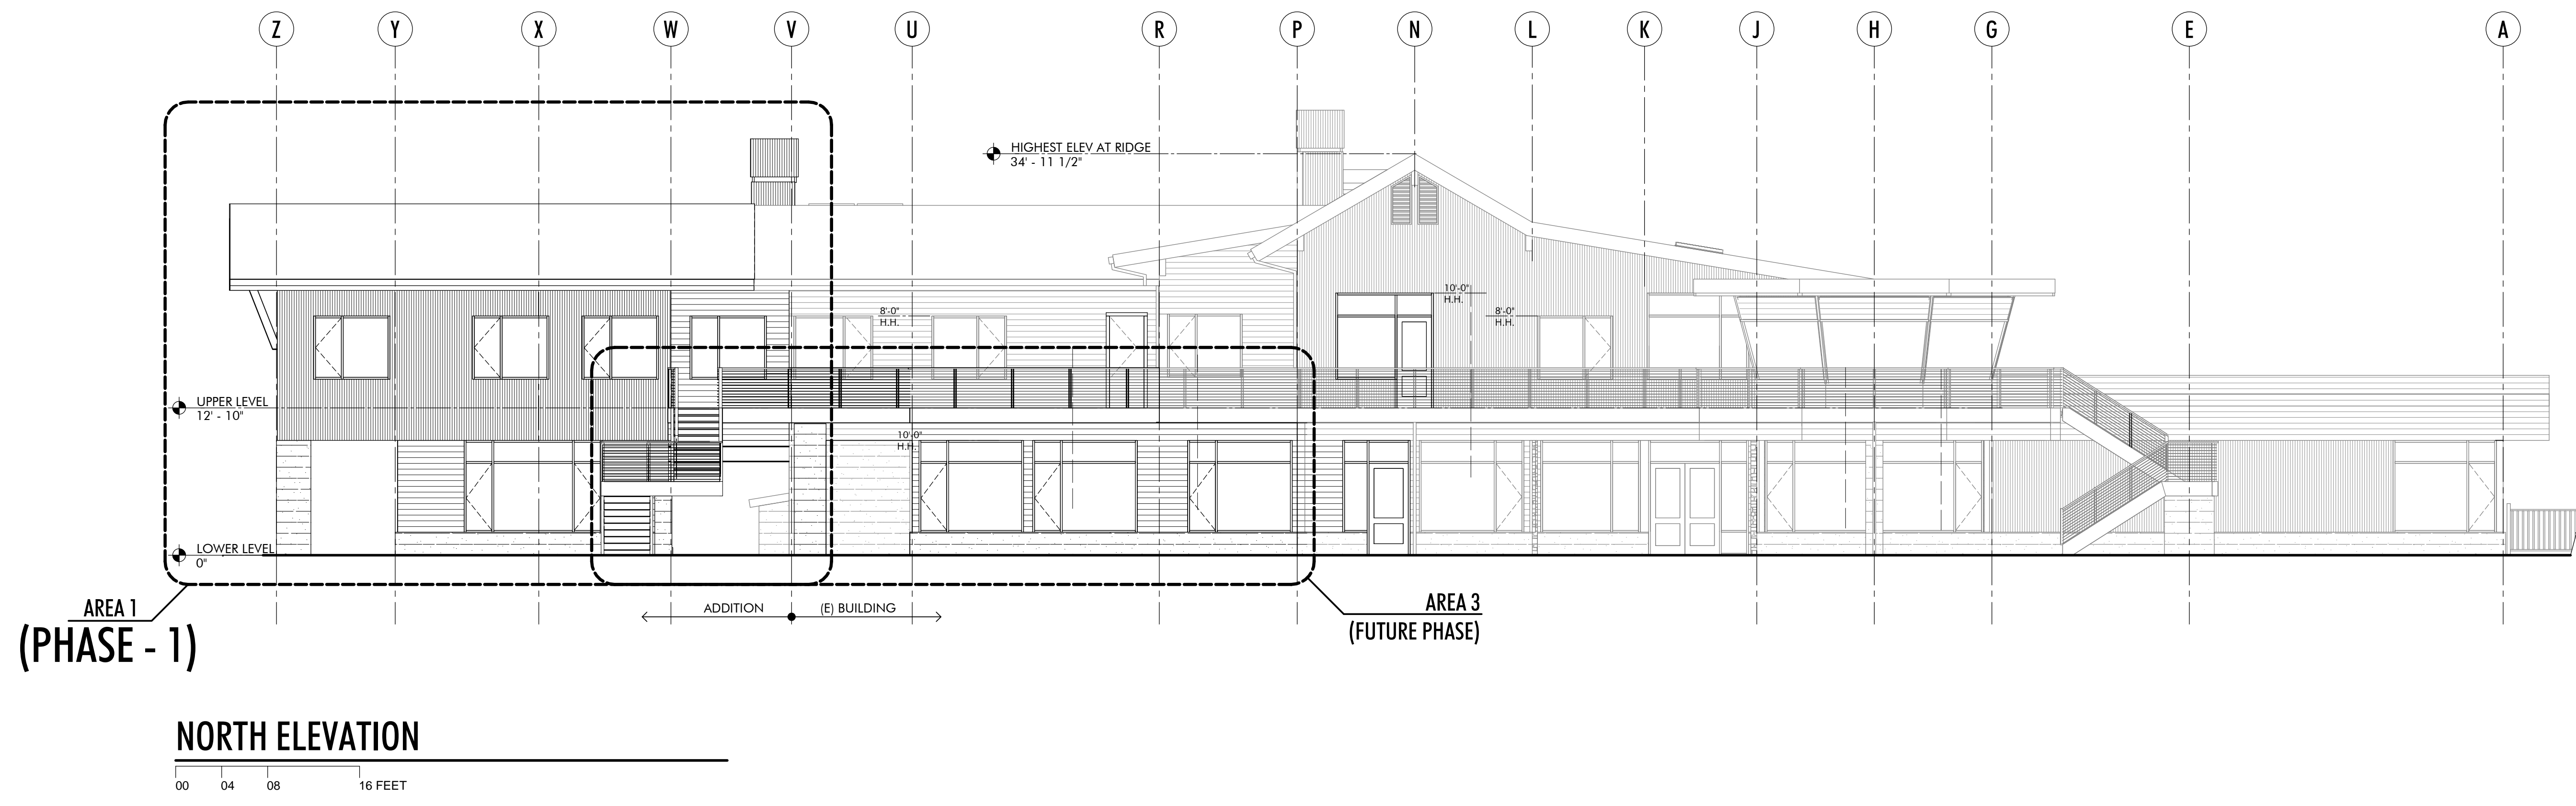 Z Y X W V U R P N L K J H G E A
HIGHEST ELEV AT RIDGE
34' - 11 1/2"
10'-0"
H.H.
8'-0"
H.H.
8'-0"
H.H.
UPPER LEVEL
12' - 10"
10'-0"
H.H.
LOWER LEVEL
0"
AREA 1
(PHASE - 1)
ADDITION
(E) BUILDING
AREA 3
(FUTURE PHASE)
NORTH ELEVATION
00 04 08 16 FEET